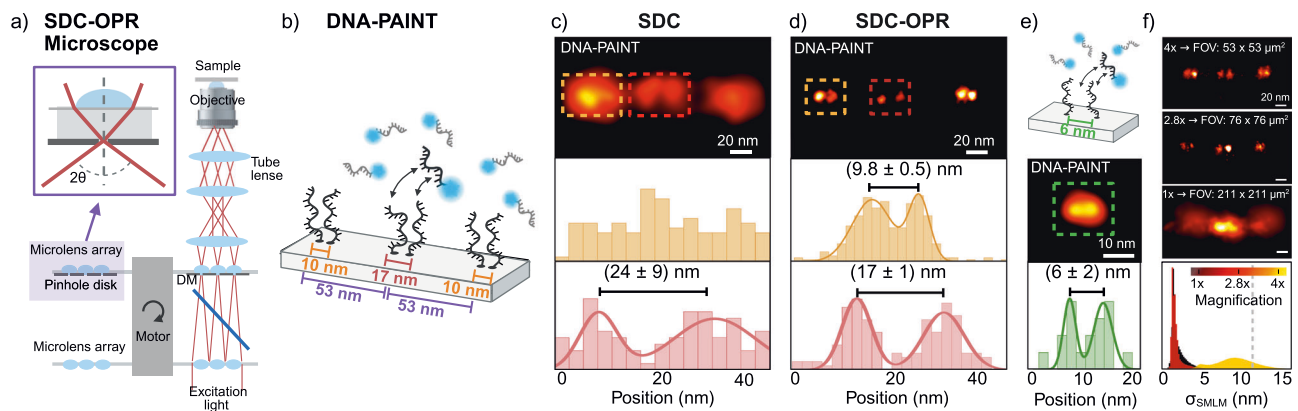 a) SDC-OPR
Microscope
Sample
Objective
Tube
lense
2θ
Microlens array
Pinhole disk
DM
Motor
Microlens array
Excitation
light
b) DNA-PAINT
10 nm
17 nm
10 nm
53 nm
53 nm
c) SDC
DNA-PAINT
20 nm
(24 ± 9) nm
0 20 40
Position (nm)
d) SDC-OPR
DNA-PAINT
20 nm
(9.8 ± 0.5) nm
(17 ± 1) nm
0 20 40
Position (nm)
e)
6 nm
DNA-PAINT
10 nm
(6 ± 2) nm
0 10 20
Position (nm)
f)
4x → FOV: 53 x 53 µm²
20 nm
2.8x → FOV: 76 x 76 µm²
1x → FOV: 211 x 211 µm²
1x 2.8x 4x
Magnification
0 5 10 15
σSMLM (nm)